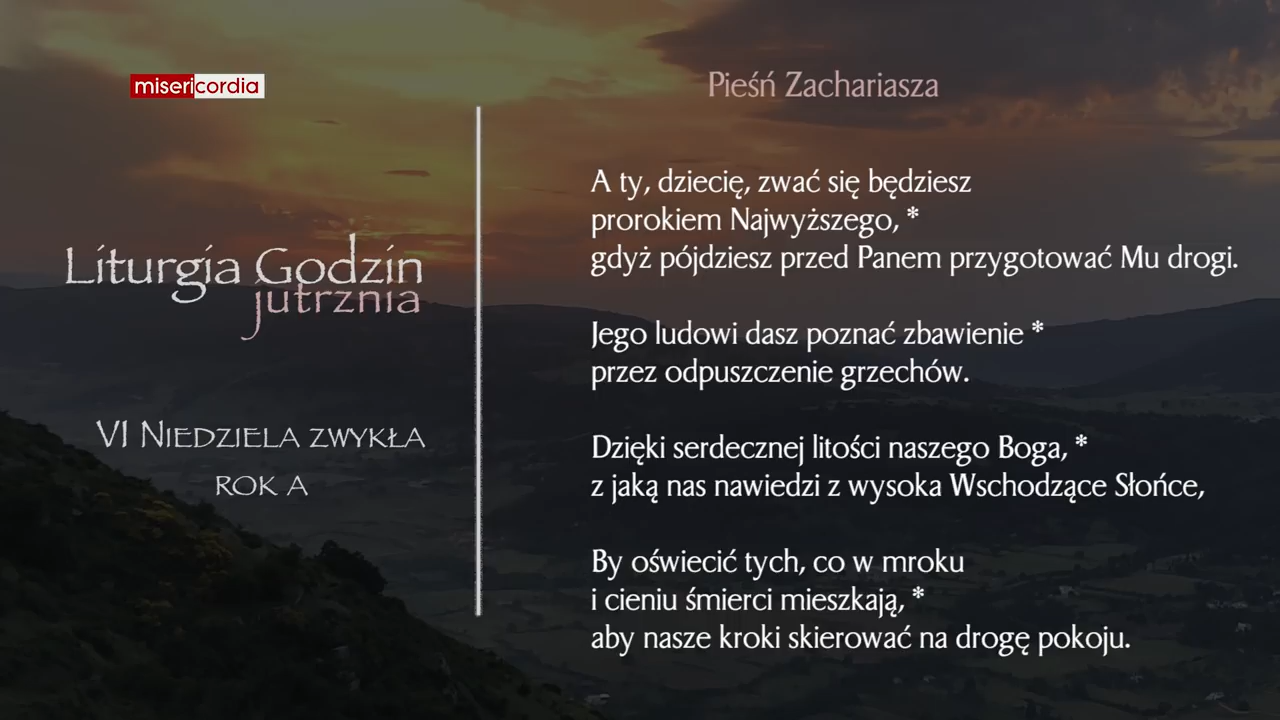 misericordia
Liturgia Godzin
jutrznia
VI Niedziela zwykła
rok A
Pieśń Zachariasza
A ty, dziecię, zwać się będziesz
prorokiem Najwyższego, *
gdyż pójdziesz przed Panem przygotować Mu drogi.
Jego ludowi dasz poznać zbawienie *
przez odpuszczenie grzechów.
Dzięki serdecznej litości naszego Boga, *
z jaką nas nawiedzi z wysoka Wschodzące Słońce,
By oświecić tych, co w mroku
i cieniu śmierci mieszkają, *
aby nasze kroki skierować na drogę pokoju.